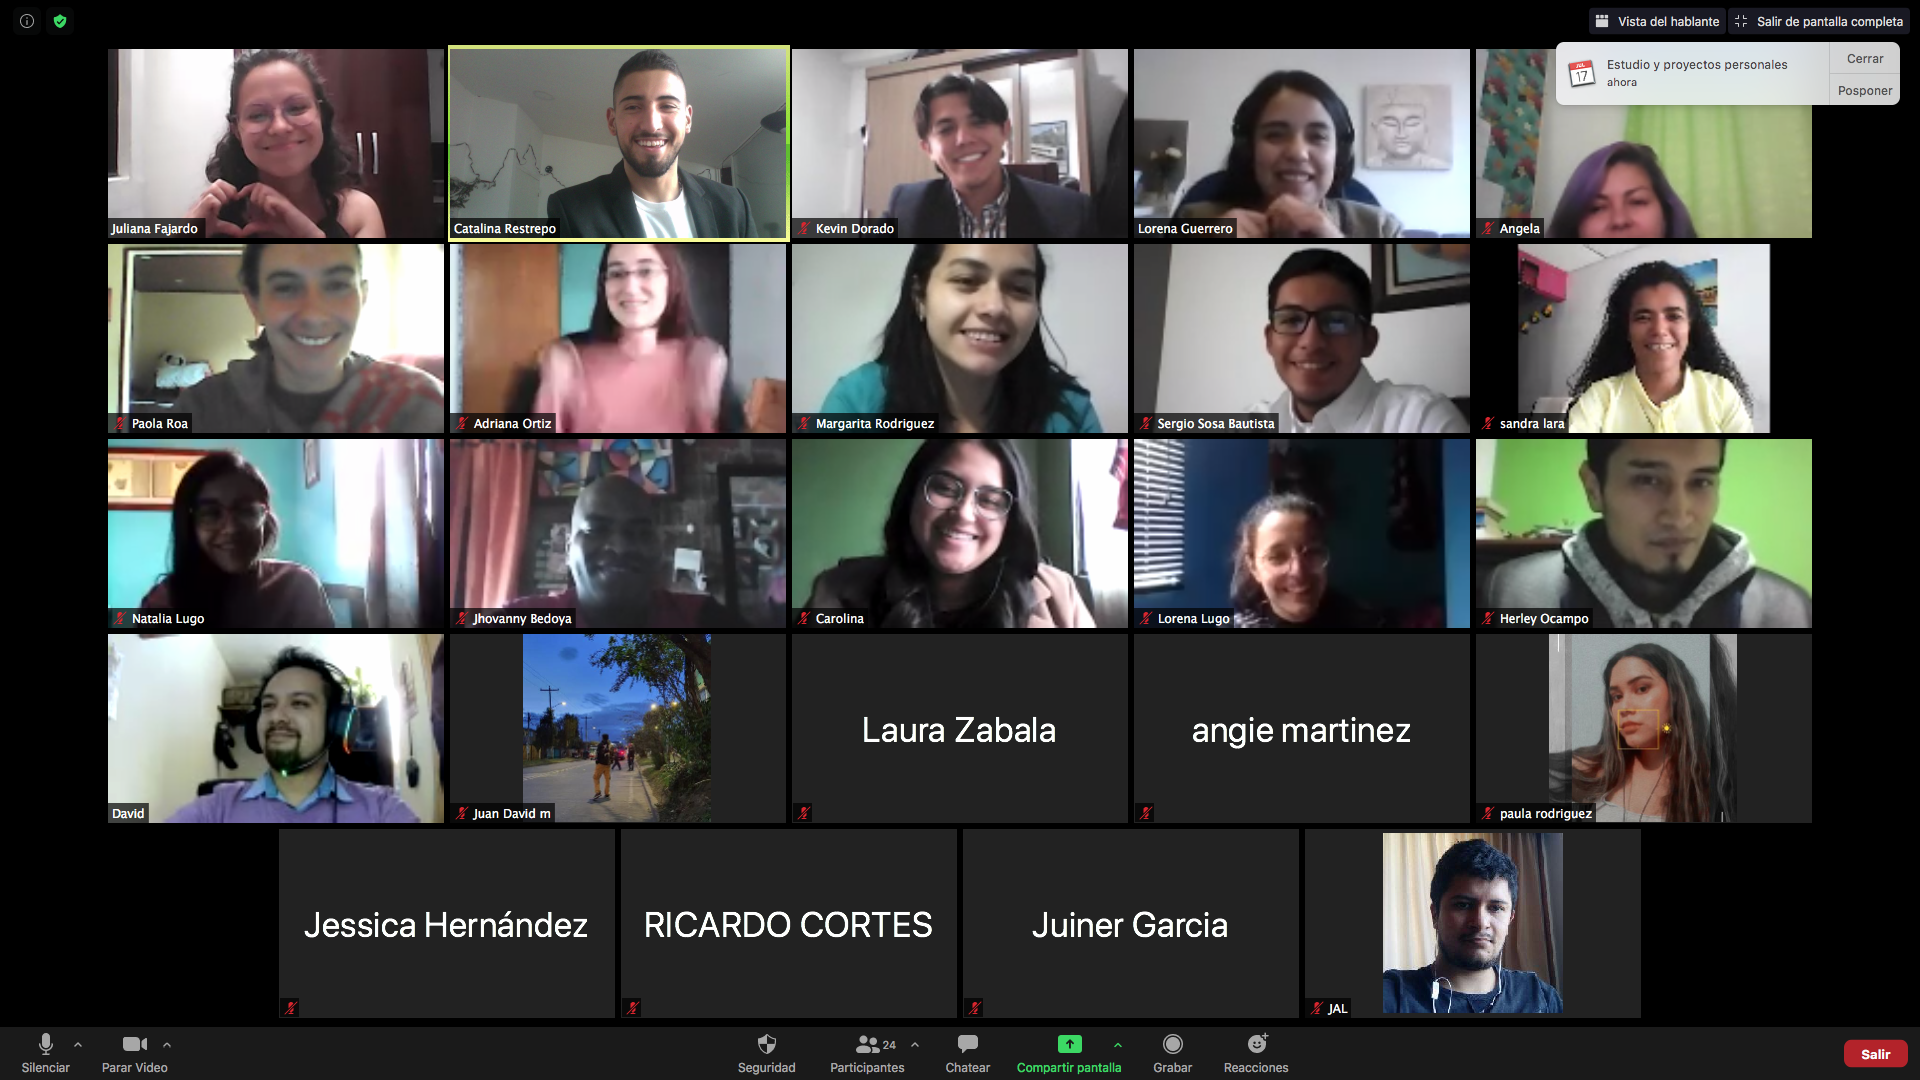 Vista del hablante
Salir de pantalla completa
JUL
17
Estudio y proyectos personales
ahora
Cerrar
Posponer
Juliana Fajardo
Catalina Restrepo
Kevin Dorado
Lorena Guerrero
Angela
Paola Roa
Adriana Ortiz
Margarita Rodriguez
Sergio Sosa Bautista
sandra lara
Natalia Lugo
Jhovanny Bedoya
Carolina
Lorena Lugo
Herley Ocampo
David
Juan David m
Laura Zabala
angie martinez
paula rodriguez
Jessica Hernández
RICARDO CORTES
Juiner Garcia
JAL
Silenciar
Parar Video
Seguridad
Participantes
24
Chatear
Compartir pantalla
Grabar
Reacciones
Salir